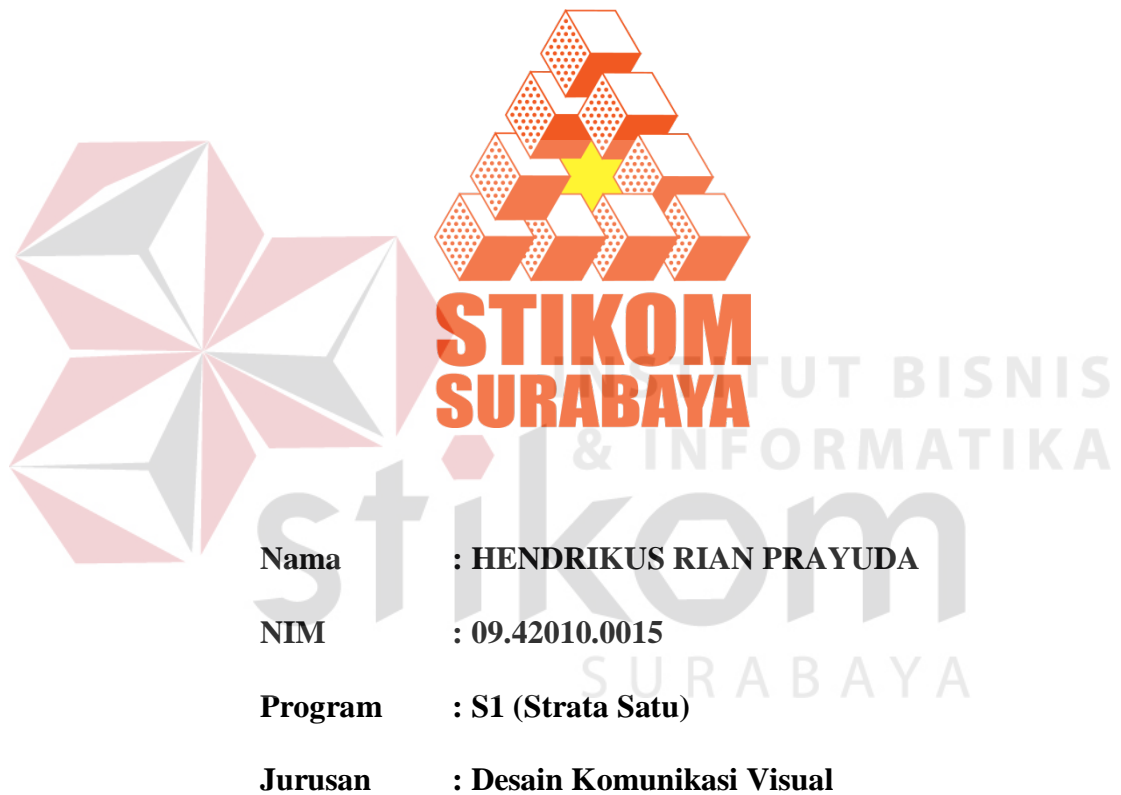 STIKOM
SURABAYA
INSTITUT BISNIS
& INFORMATIKA
stikom
SURABAYA
Nama : HENDRIKUS RIAN PRAYUDA
NIM : 09.42010.0015
Program : S1 (Strata Satu)
Jurusan : Desain Komunikasi Visual